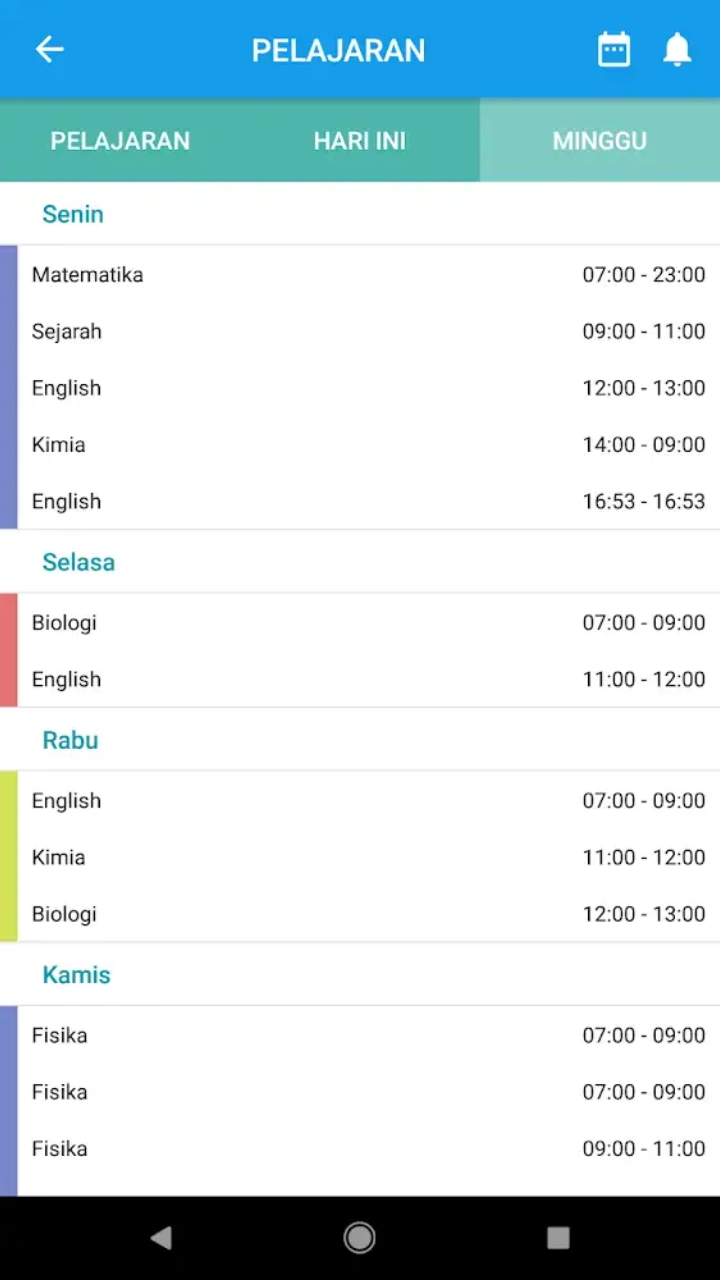 PELAJARAN
PELAJARAN HARI INI MINGGU
Senin
Matematika 07:00 - 23:00
Sejarah 09:00 - 11:00
English 12:00 - 13:00
Kimia 14:00 - 09:00
English 16:53 - 16:53
Selasa
Biologi 07:00 - 09:00
English 11:00 - 12:00
Rabu
English 07:00 - 09:00
Kimia 11:00 - 12:00
Biologi 12:00 - 13:00
Kamis
Fisika 07:00 - 09:00
Fisika 07:00 - 09:00
Fisika 09:00 - 11:00